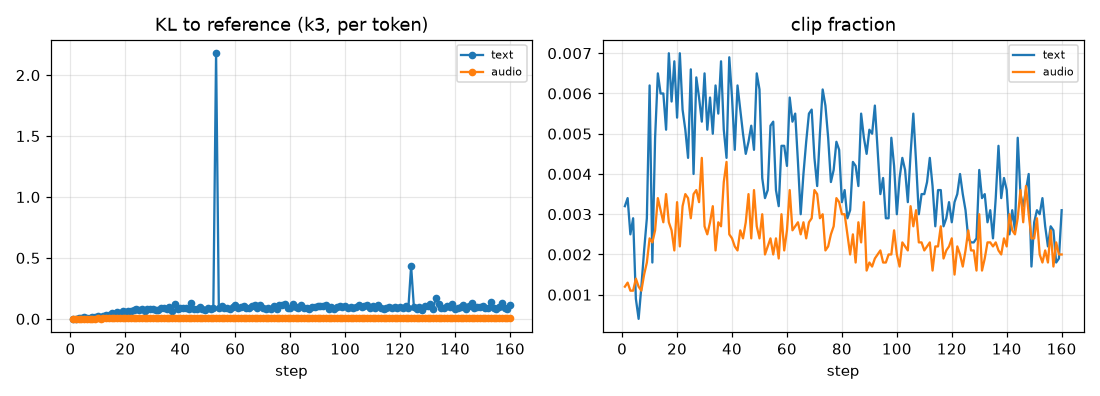 KL to reference (k3, per token)
text
audio
2.0
1.5
1.0
0.5
0.0
0 20 40 60 80 100 120 140 160
step
clip fraction
text
audio
0.007
0.006
0.005
0.004
0.003
0.002
0.001
0 20 40 60 80 100 120 140 160
step